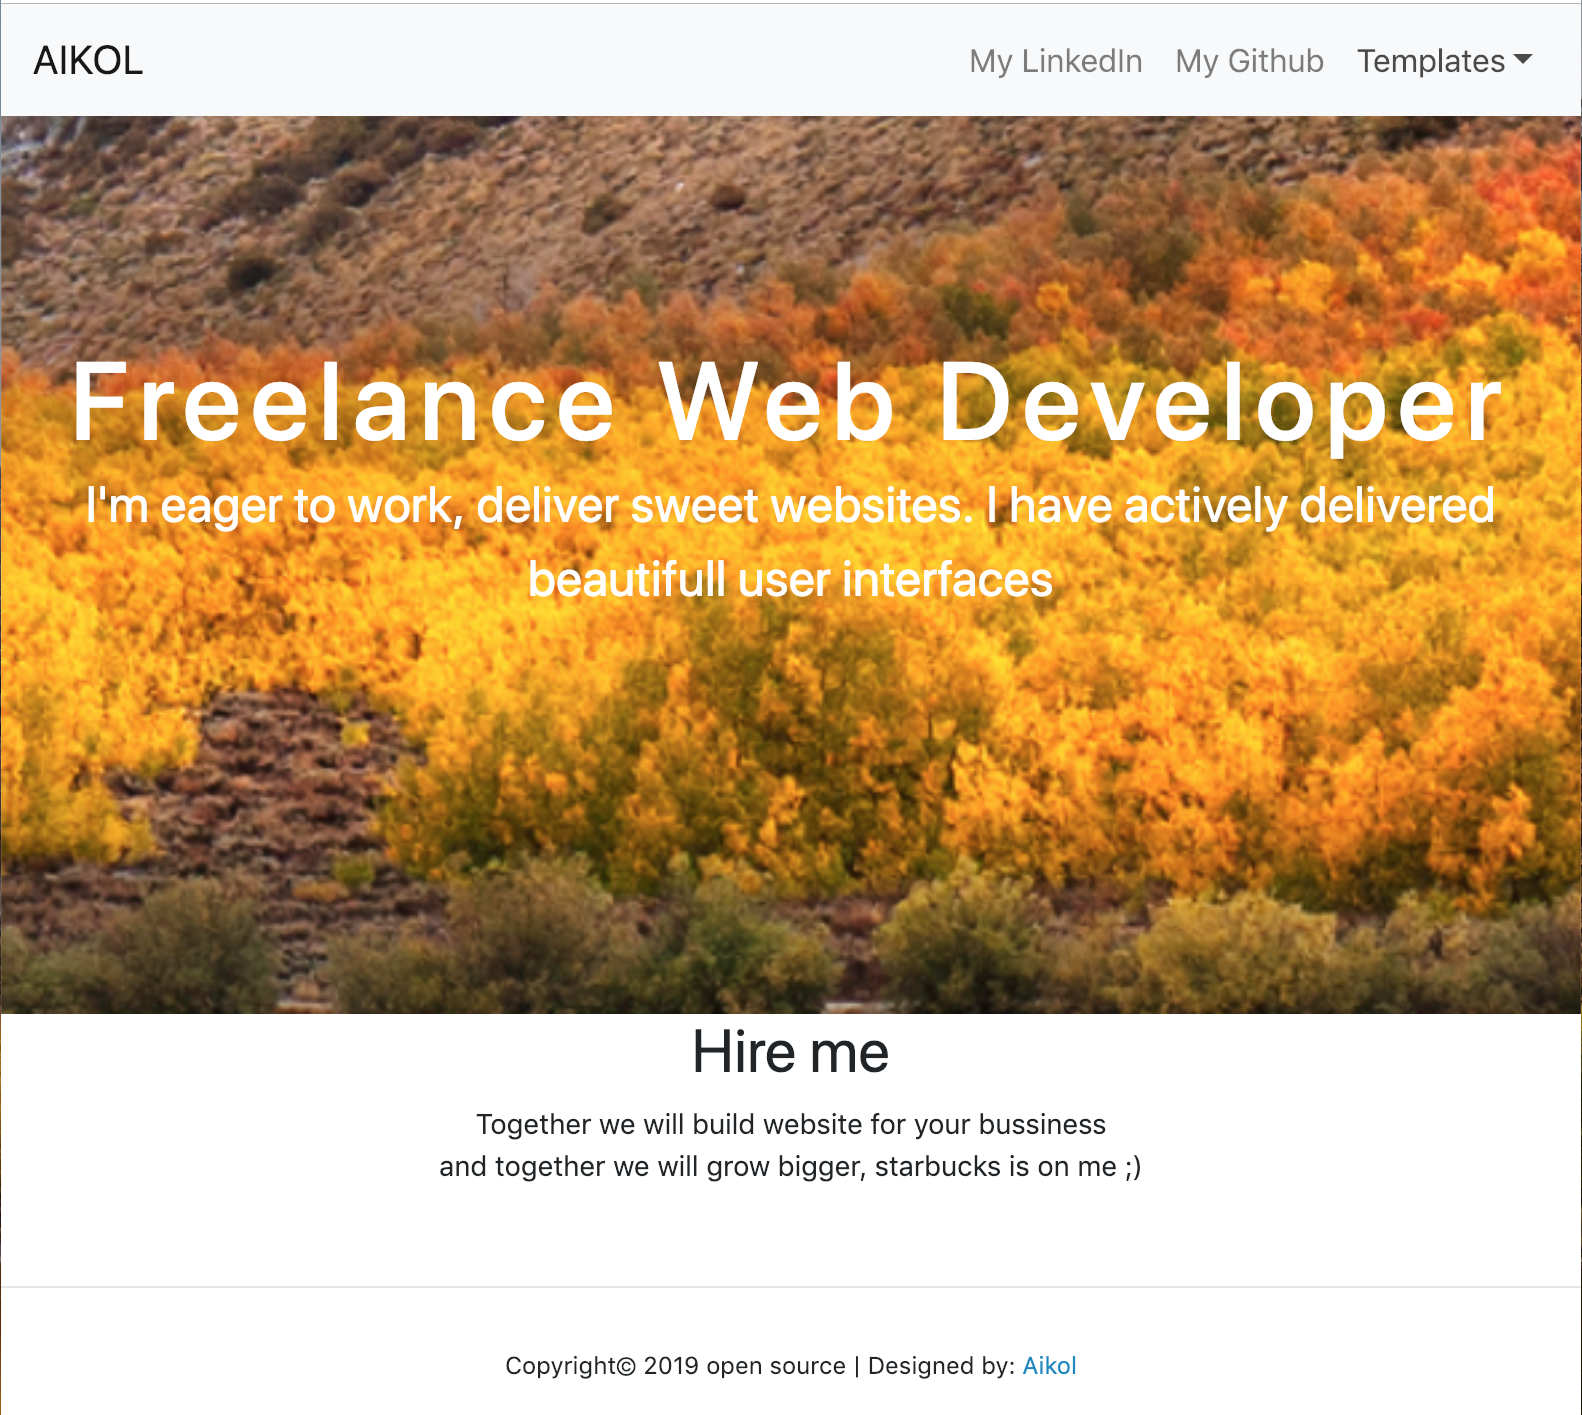 AIKOL
My LinkedIn My Github Templates
Freelance Web Developer
I'm eager to work, deliver sweet websites. I have actively delivered
beautifull user interfaces
Hire me
Together we will build website for your bussiness
and together we will grow bigger, starbucks is on me ;)
Copyright© 2019 open source | Designed by: Aikol